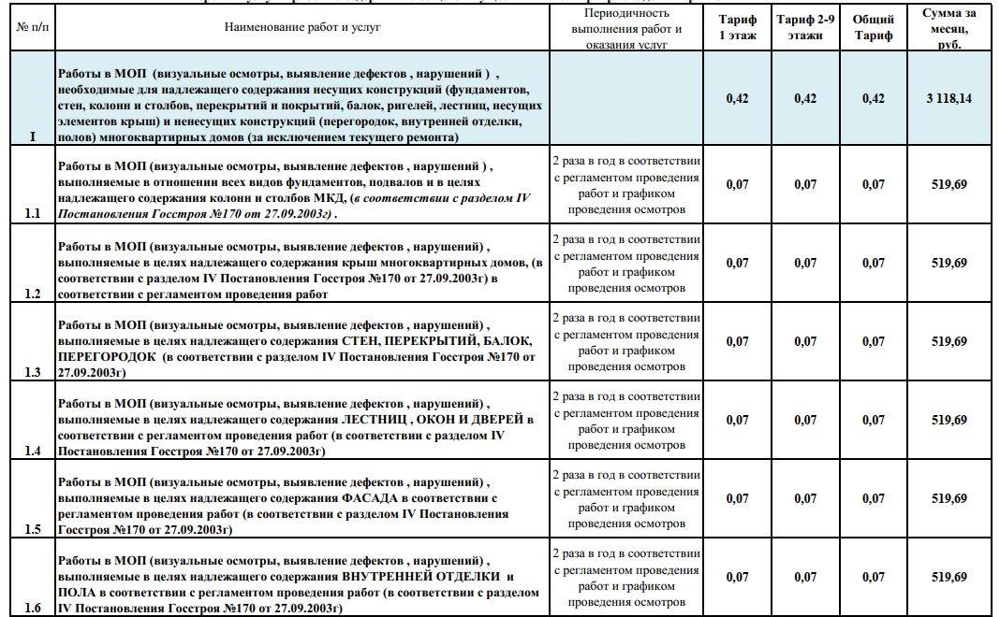 № п/п
Наименование работ и услуг
Периодичность
выполнения работ и
оказания услуг
Тариф
1 этаж
Тариф 2-9
этажи
Общий
Тариф
Сумма за
месяц,
руб.
I
Работы в МОП (визуальные осмотры, выявление дефектов , нарушений ) ,
необходимые для надлежащего содержания несущих конструкций (фундаментов,
стен, колонн и столбов, перекрытий и покрытий, балок, ригелей, лестниц, несущих
элементов крыш) и ненесущих конструкций (перегородок, внутренней отделки,
полов) многоквартирных домов (за исключением текущего ремонта)
0,42
0,42
0,42
3 118,14
1.1
Работы в МОП (визуальные осмотры, выявление дефектов , нарушений ) ,
выполняемые в отношении всех видов фундаментов, подвалов и в целях
надлежащего содержания колонн и столбов МКД, (в соответствии с разделом IV
Постановления Госстроя №170 от 27.09.2003г) .
2 раза в год в соответствии
с регламентом проведения
работ и графиком
проведения осмотров
0,07
0,07
0,07
519,69
1.2
Работы в МОП (визуальные осмотры, выявление дефектов , нарушений) ,
выполняемые в целях надлежащего содержания крыш многоквартирных домов, (в
соответствии с разделом IV Постановления Госстроя №170 от 27.09.2003г) в
соответствии с регламентом проведения работ
2 раза в год в соответствии
с регламентом проведения
работ и графиком
проведения осмотров
0,07
0,07
0,07
519,69
1.3
Работы в МОП (визуальные осмотры, выявление дефектов , нарушений) ,
выполняемые в целях надлежащего содержания СТЕН, ПЕРЕКРЫТИЙ, БАЛОК,
ПЕРЕГОРОДОК (в соответствии с разделом IV Постановления Госстроя №170 от
27.09.2003г)
2 раза в год в соответствии
с регламентом проведения
работ и графиком
проведения осмотров
0,07
0,07
0,07
519,69
1.4
Работы в МОП (визуальные осмотры, выявление дефектов , нарушений) ,
выполняемые в целях надлежащего содержания ЛЕСТНИЦ , ОКОН И ДВЕРЕЙ в
соответствии с регламентом проведения работ (в соответствии с разделом IV
Постановления Госстроя №170 от 27.09.2003г)
2 раза в год в соответствии
с регламентом проведения
работ и графиком
проведения осмотров
0,07
0,07
0,07
519,69
1.5
Работы в МОП (визуальные осмотры, выявление дефектов , нарушений) ,
выполняемые в целях надлежащего содержания ФАСАДА в соответствии с
регламентом проведения работ (в соответствии с разделом IV Постановления
Госстроя №170 от 27.09.2003г)
2 раза в год в соответствии
с регламентом проведения
работ и графиком
проведения осмотров
0,07
0,07
0,07
519,69
1.6
Работы в МОП (визуальные осмотры, выявление дефектов , нарушений) ,
выполняемые в целях надлежащего содержания ВНУТРЕННЕЙ ОТДЕЛКИ и
ПОЛА в соответствии с регламентом проведения работ (в соответствии с разделом
IV Постановления Госстроя №170 от 27.09.2003г)
2 раза в год в соответствии
с регламентом проведения
работ и графиком
проведения осмотров
0,07
0,07
0,07
519,69